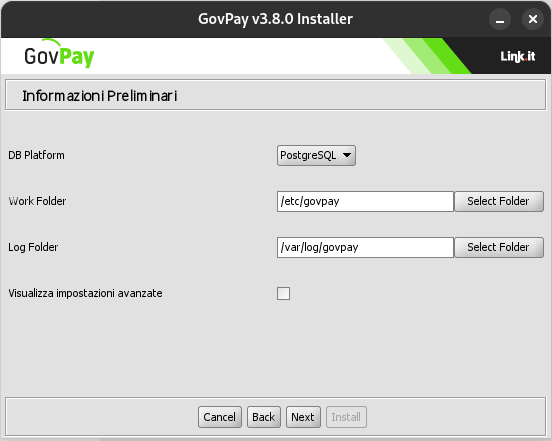 GovPay v3.8.0 Installer
GovPay
Link.it
Informazioni Preliminari
DB Platform PostgreSQL
Work Folder /etc/govpay Select Folder
Log Folder /var/log/govpay Select Folder
Visualizza impostazioni avanzate
Cancel Back Next Install